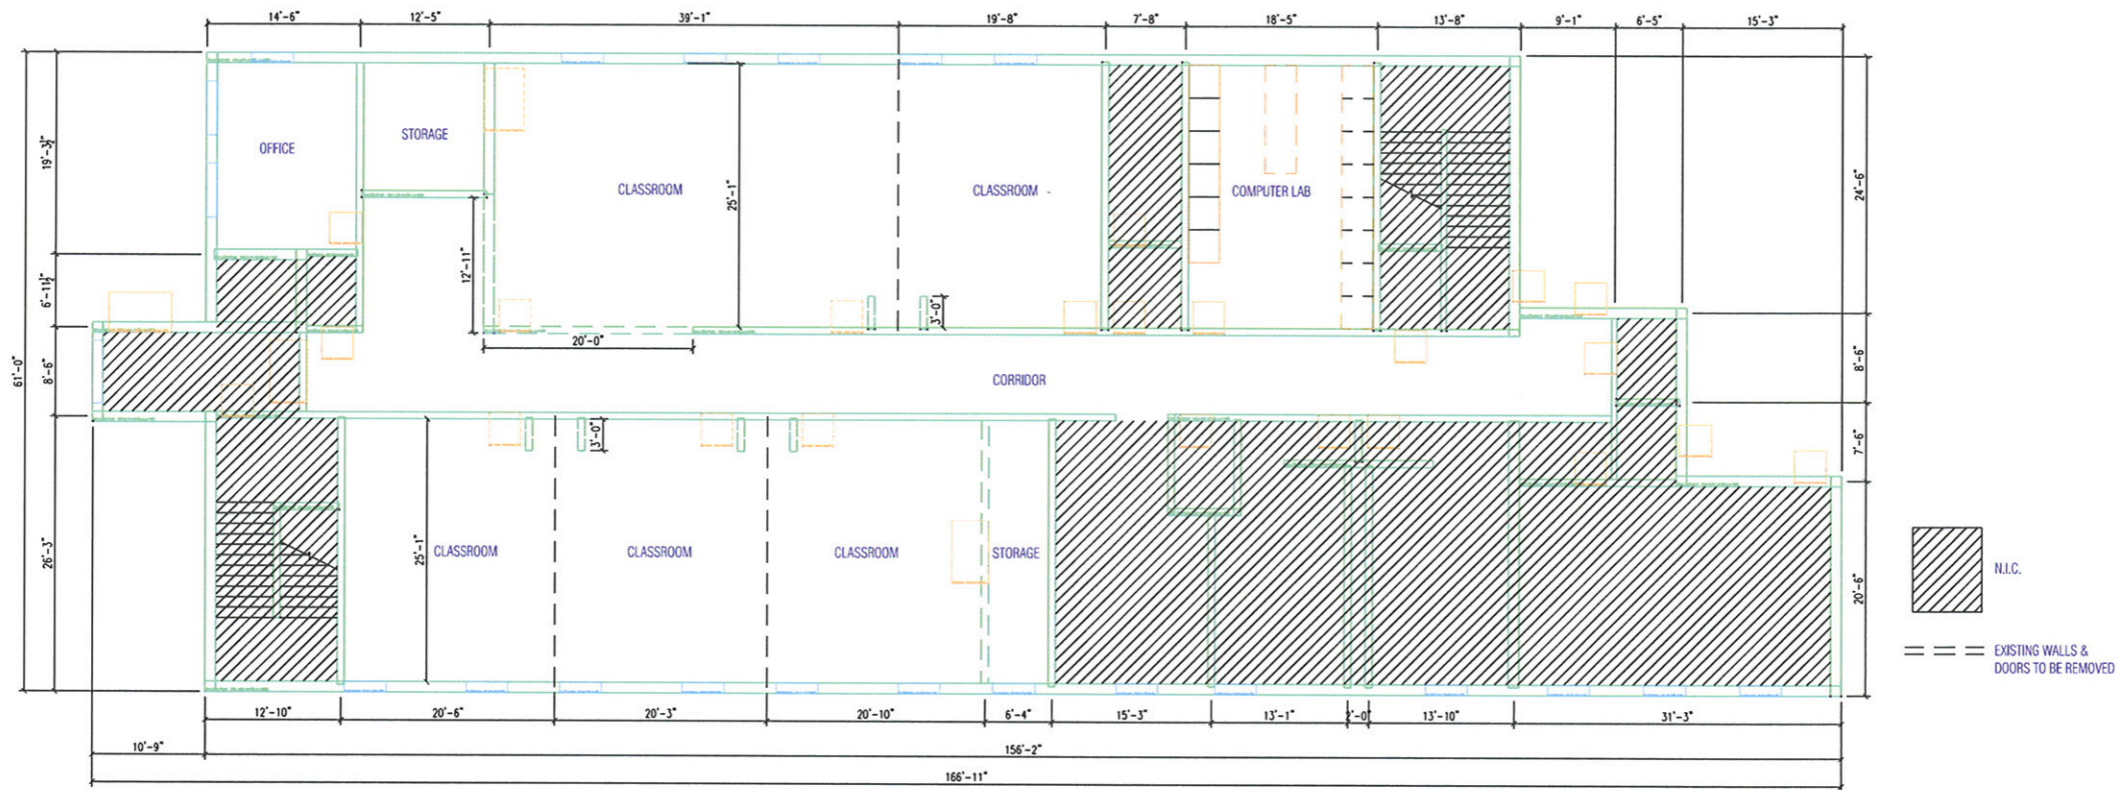 14'-6"
12'-5"
39'-1"
19'-8"
7'-8"
18'-5"
13'-8"
9'-1"
6'-5"
15'-3"
61'-0"
19'-3½"
6'-11½"
8'-6"
26'-3"
OFFICE
STORAGE
CLASSROOM
25'-1"
CLASSROOM
COMPUTER LAB
24'-6"
12'-11"
3'-0"
20'-0"
CORRIDOR
8'-6"
3'-0"
7'-6"
25'-1"
CLASSROOM
CLASSROOM
CLASSROOM
STORAGE
20'-6"
N.I.C.
EXISTING WALLS &
DOORS TO BE REMOVED
12'-10"
20'-6"
20'-3"
20'-10"
6'-4"
15'-3"
13'-1"
2'-0"
13'-10"
31'-3"
10'-9"
156'-2"
166'-11"